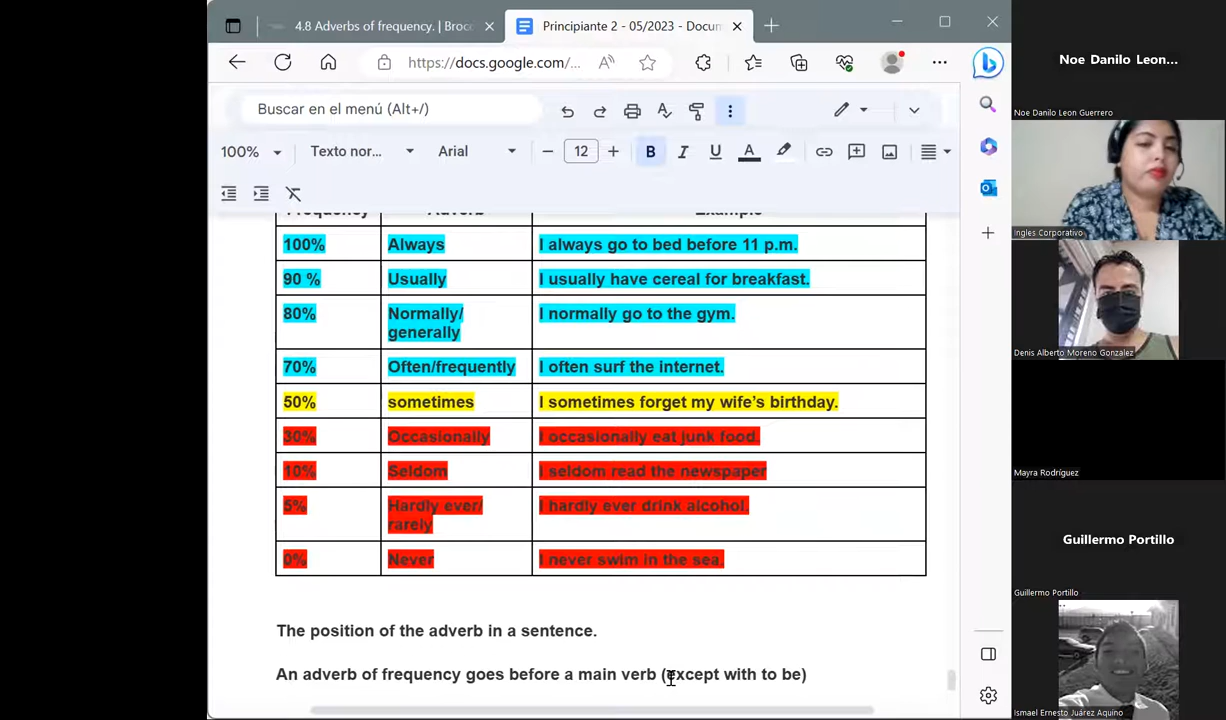 4.8 Adverbs of frequency. | Broc
Principiante 2 - 05/2023 - Docum
https://docs.google.com/...
Buscar en el menú (Alt+/)
100% Texto nor... Arial 12
Frequency Adverb Example
100% Always I always go to bed before 11 p.m.
90 % Usually I usually have cereal for breakfast.
80% Normally/ I normally go to the gym.
generally
70% Often/frequently I often surf the internet.
50% sometimes I sometimes forget my wife's birthday.
30% Occasionally I occasionally eat junk food.
10% Seldom I seldom read the newspaper
5% Hardly ever/ I hardly ever drink alcohol.
rarely
0% Never I never swim in the sea.
The position of the adverb in a sentence.
An adverb of frequency goes before a main verb (except with to be)
Noe Danilo Leon...
Noe Danilo Leon Guerrero
Ingles Corporativo
Denis Alberto Moreno Gonzalez
Mayra Rodríguez
Guillermo Portillo
Guillermo Portillo
Ismael Ernesto Juárez Aquino